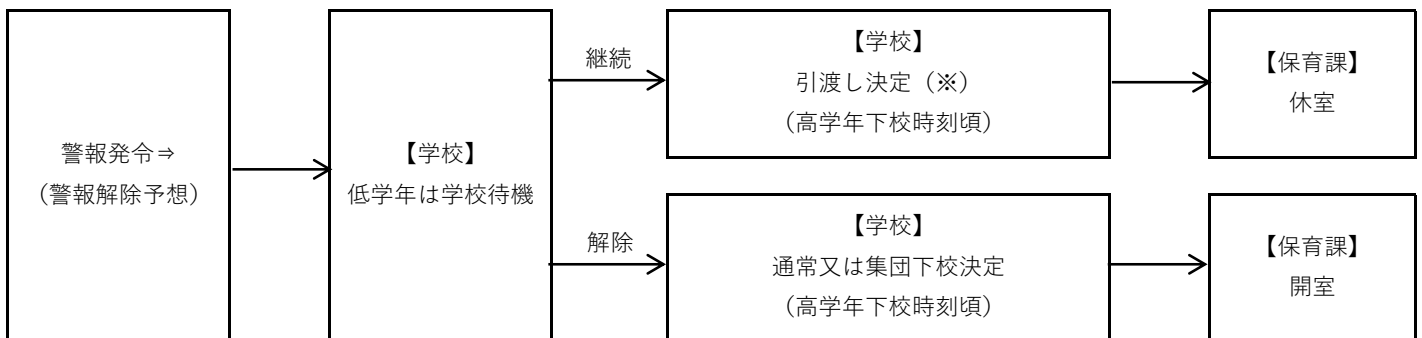 警報発令⇒
（警報解除予想）
【学校】
低学年は学校待機
継続
【学校】
引渡し決定（※）
（高学年下校時刻頃）
【保育課】
休室
解除
【学校】
通常又は集団下校決定
（高学年下校時刻頃）
【保育課】
開室